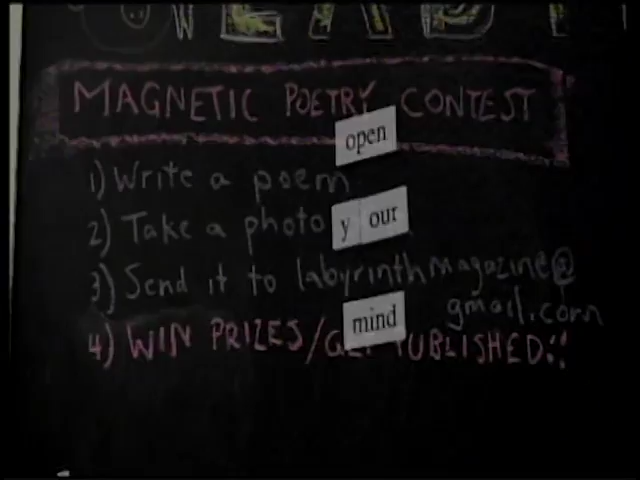 MAGNETIC POETRY CONTEST
open
1) Write a poem
2) Take a photo
y our
3) Send it to labyrinthmagazine@
gmail.com
mind
4) WIN PRIZES/GET PUBLISHED!!